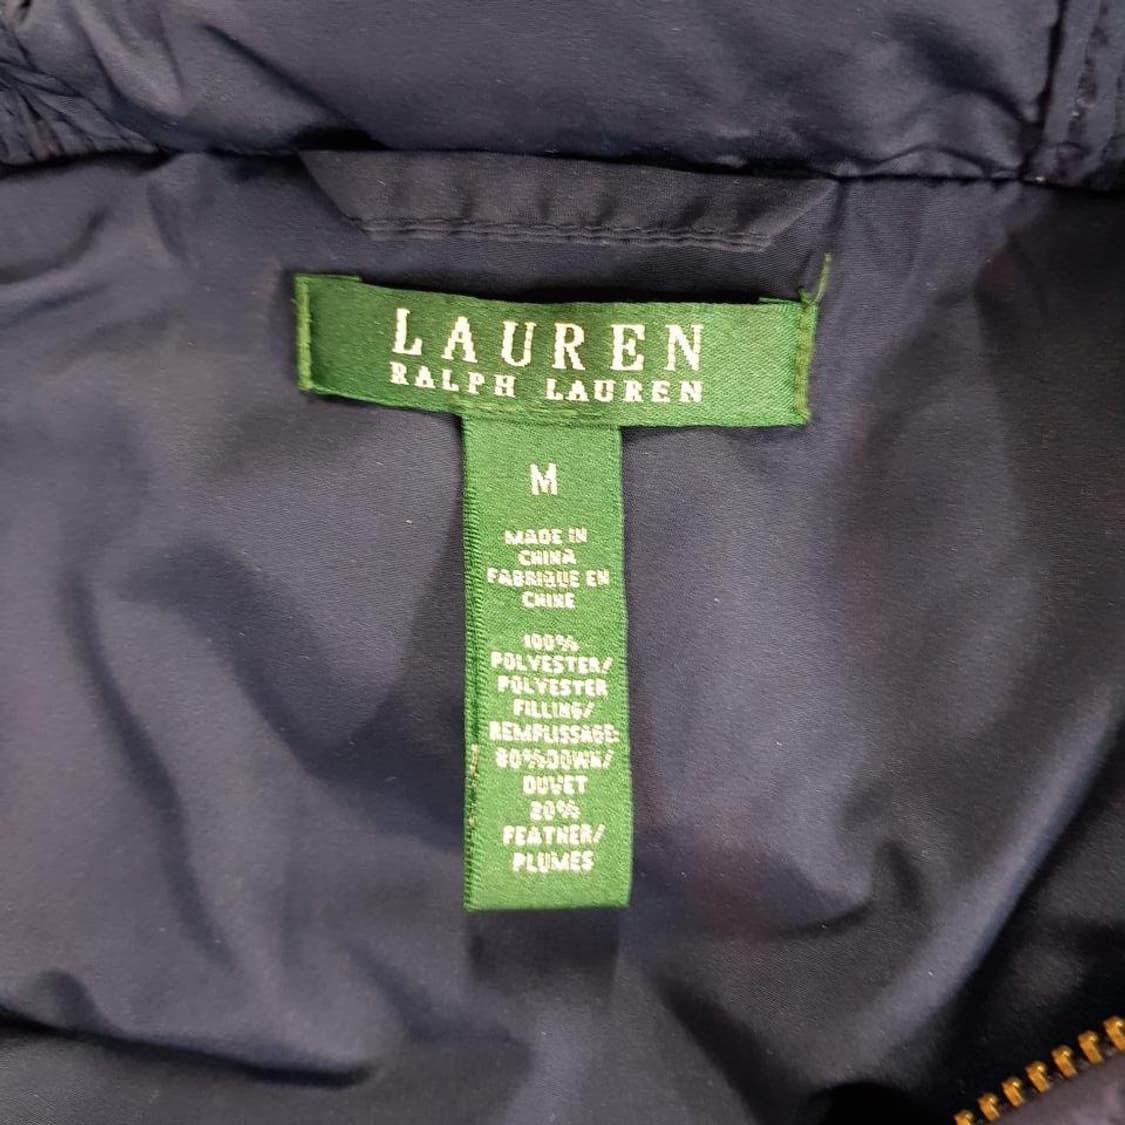 LAUREN
RALPH LAUREN
M
MADE IN
CHINA
FABRIQUE EN
CHINE
100%
POLYESTER/
POLYESTER
FILLING/
REMPLISSAGE:
80%DOWN/
DUVET
20%
FEATHER/
PLUMES